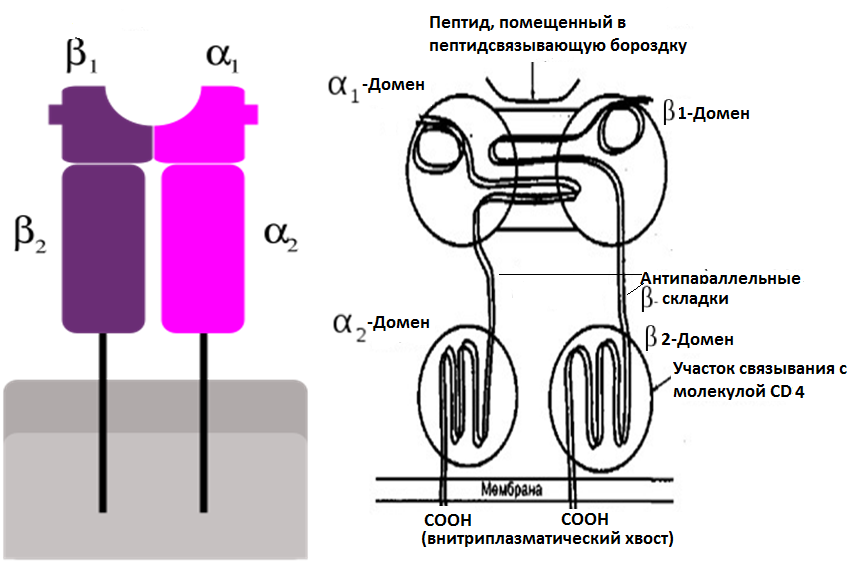 β1
α1
β2
α2
Пептид, помещенный в
пептидсвязывающую бороздку
α1-Домен
β1-Домен
Антипараллельные
β- складки
α2-Домен
β2-Домен
Участок связывания с
молекулой CD 4
Мембрана
COOH
COOH
(внитриплазматический хвост)